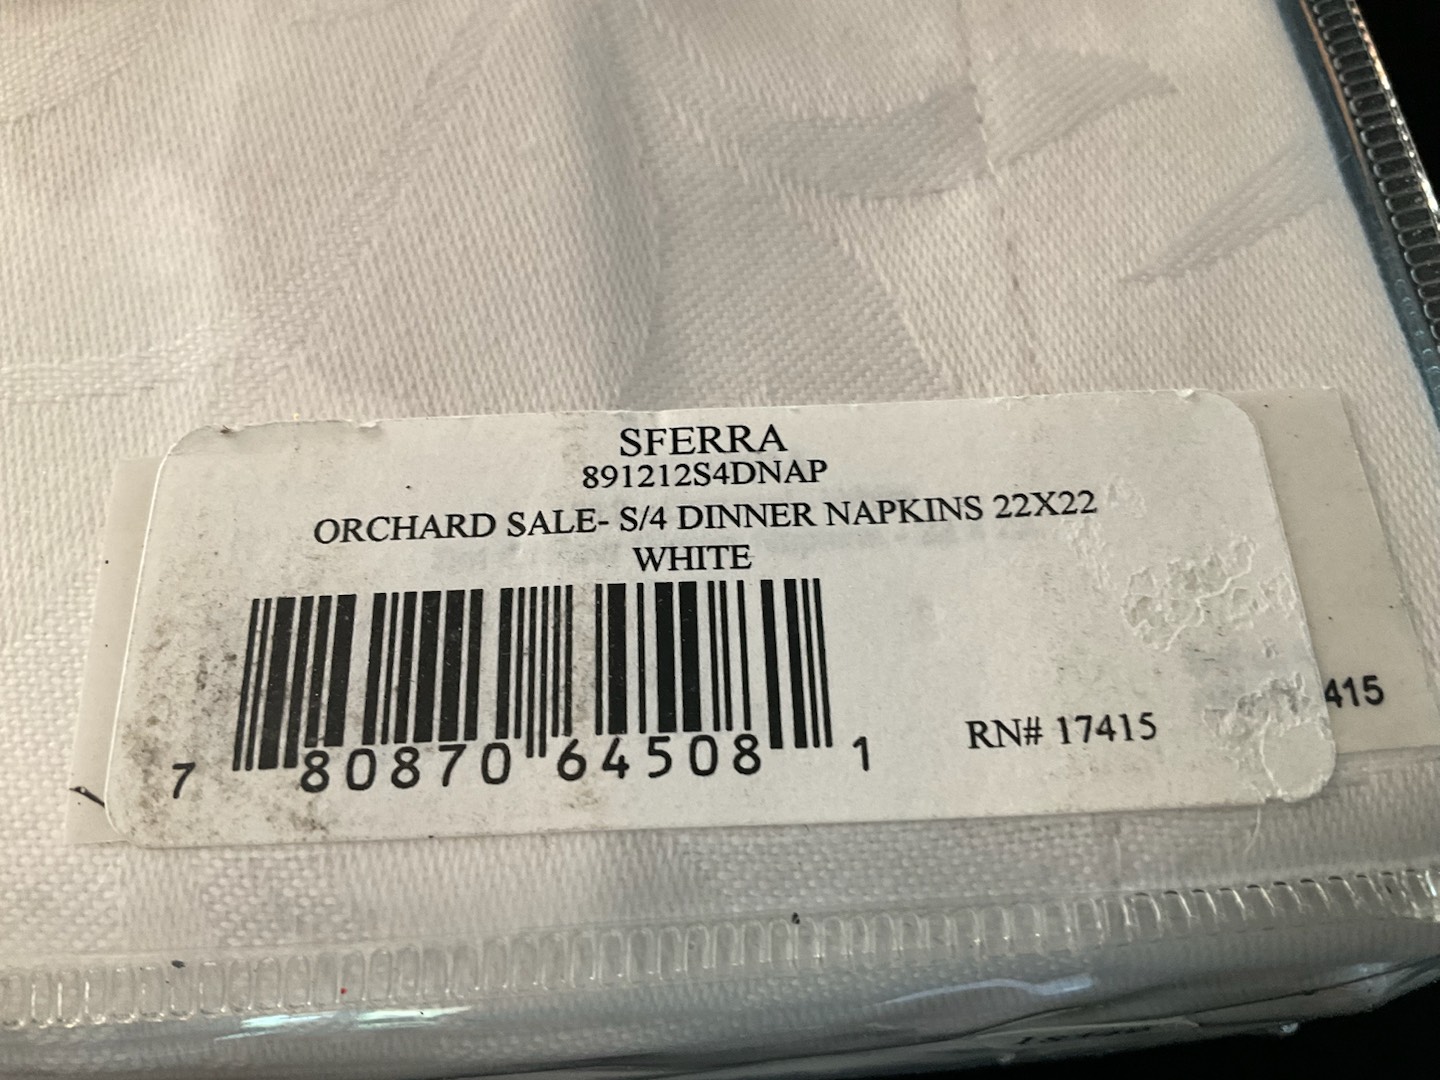 SFERRA
891212S4DNAP
ORCHARD SALE- S/4 DINNER NAPKINS 22X22
WHITE
7 80870 64508 1
RN# 17415
415